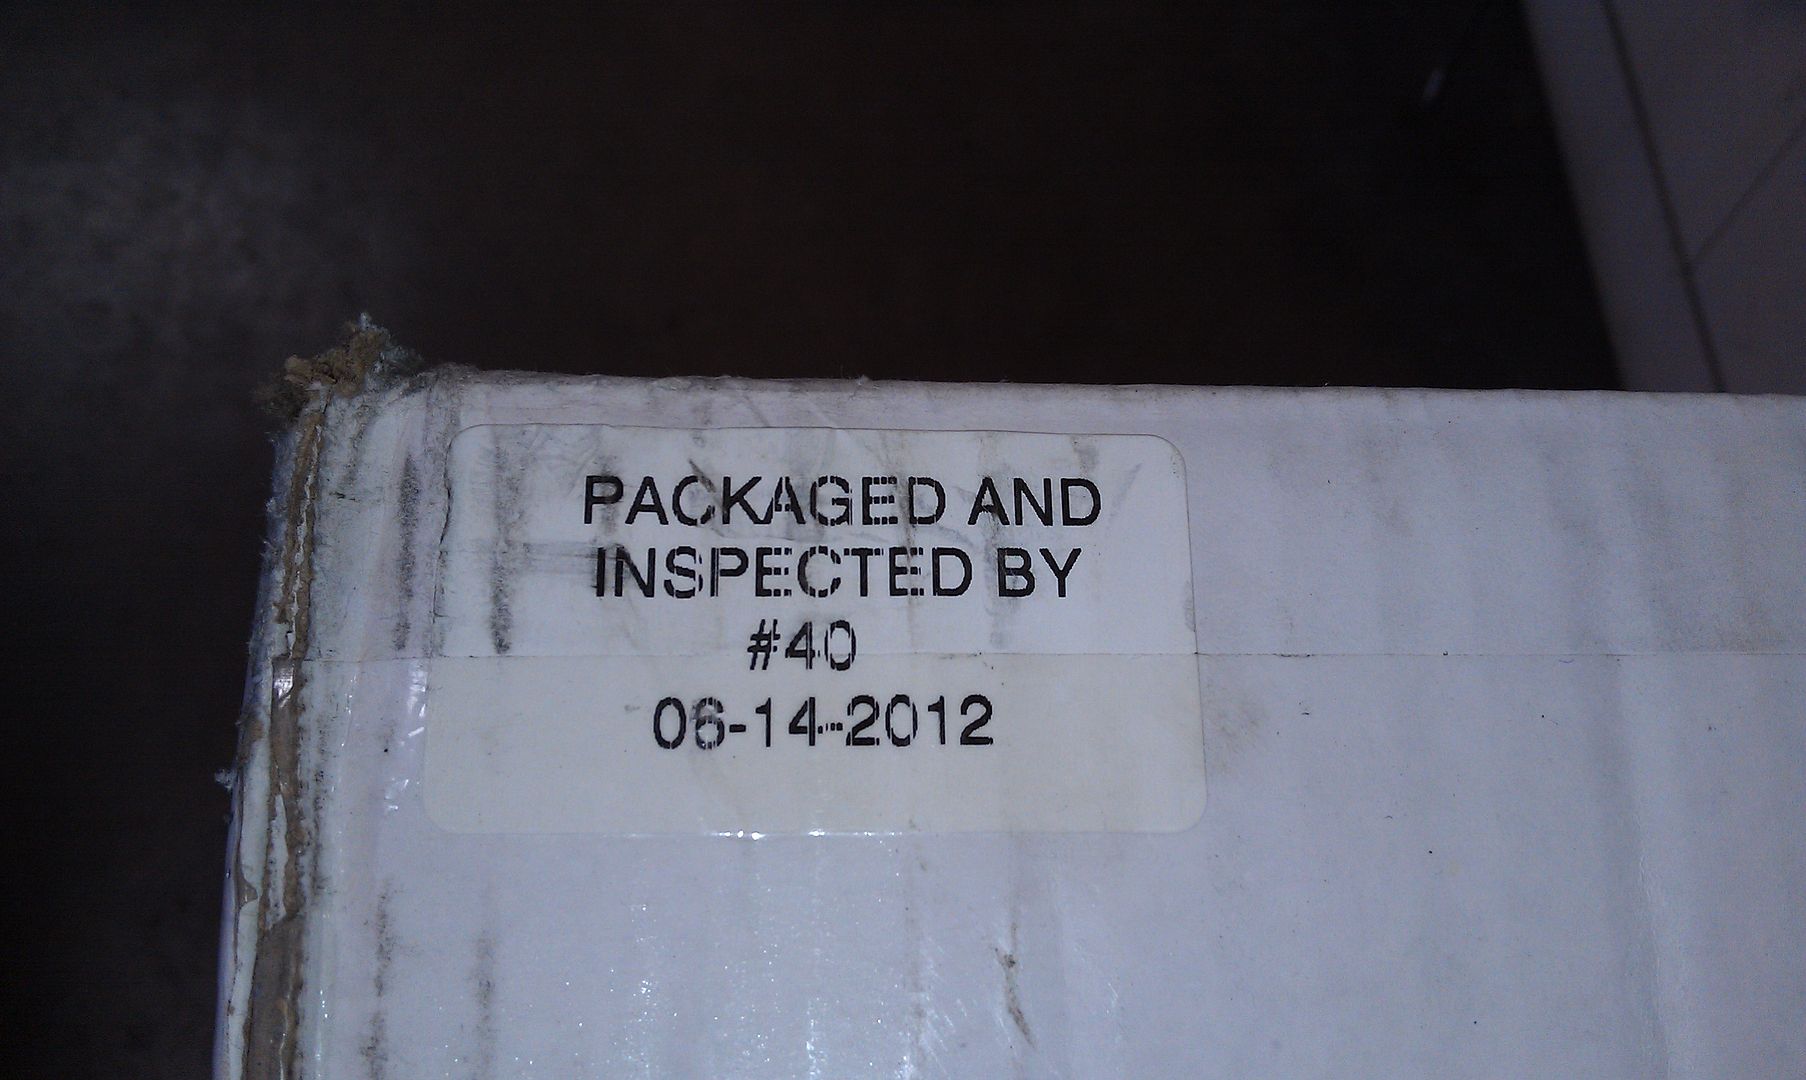 PACKAGED AND
INSPECTED BY
#40
06-14-2012